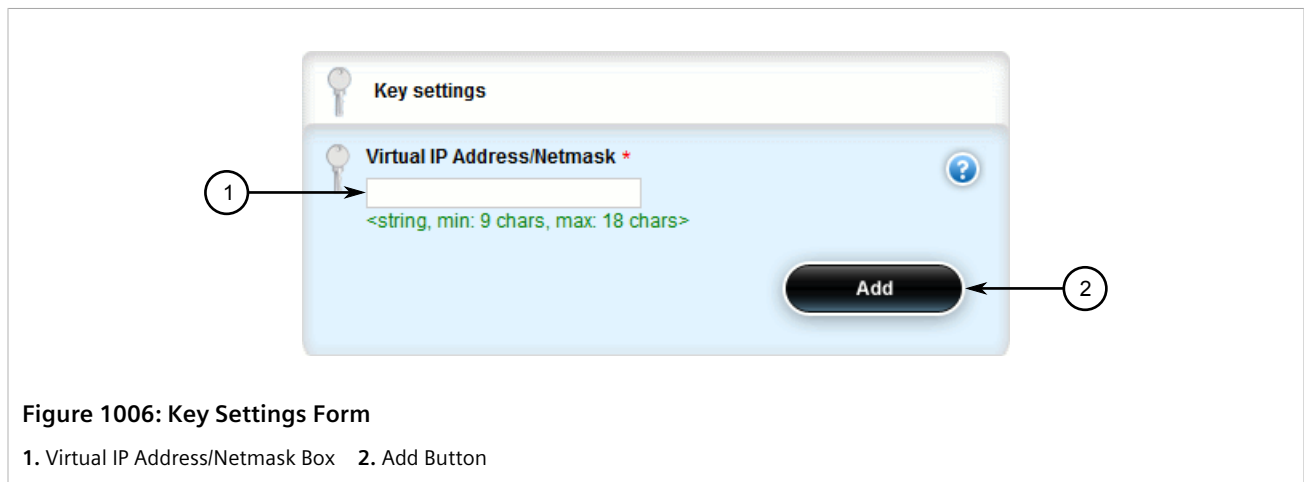 Key settings
Virtual IP Address/Netmask *
1
<string, min: 9 chars, max: 18 chars>
Add
2
Figure 1006: Key Settings Form
1. Virtual IP Address/Netmask Box 2. Add Button